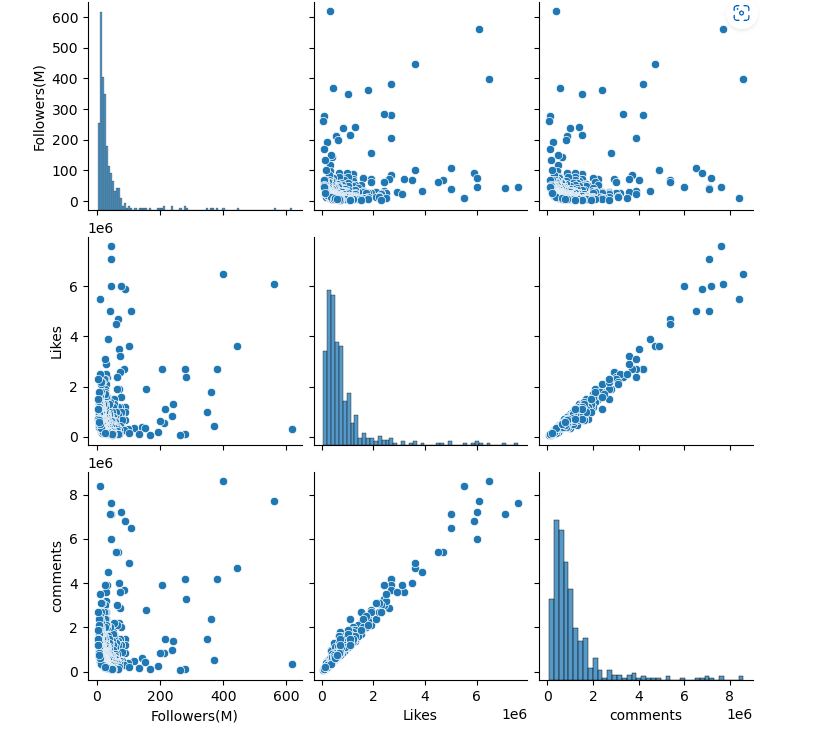 600
500
400
300
200
100
0
Followers(M)
1e6
6
4
2
0
Likes
1e6
8
6
4
2
0
comments
0 200 400 600 0 2 4 6 0 2 4 6 8
1e6 1e6
Followers(M) Likes comments